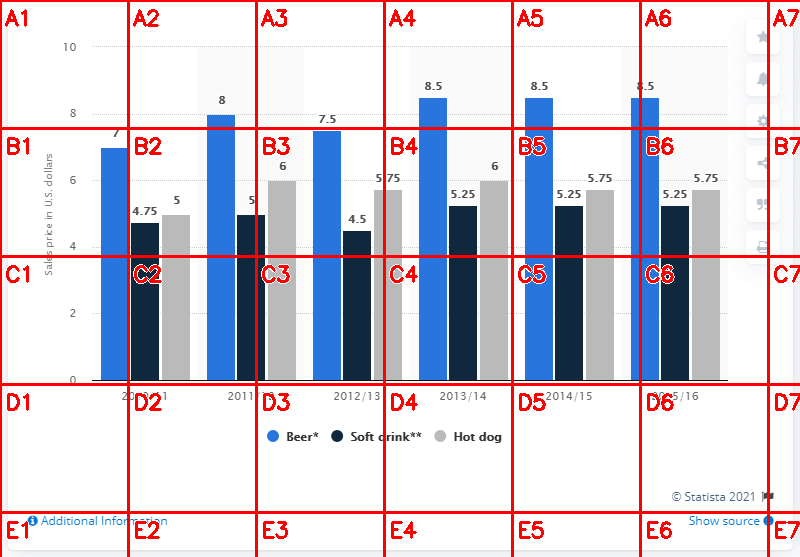 A1 A2 A3 A4 A5 A6 A7
10
8.5 8.5 8.5
8
8
7.5
7
B1 B2 B3 B4 B5 B6 B7
6 6
5.75 5.75 5.75
6
5 5 5.25 5.25 5.25
4.75
4.5
4
Sales price in U.S. dollars
C1 C2 C3 C4 C5 C6 C7
2
0
2012/13 2013/14 2014/15
D1 D2 D3 D4 D5 D6 D7
Beer* Soft drink** Hot dog
© Statista 2021
Additional Information Show source
E1 E2 E3 E4 E5 E6 E7